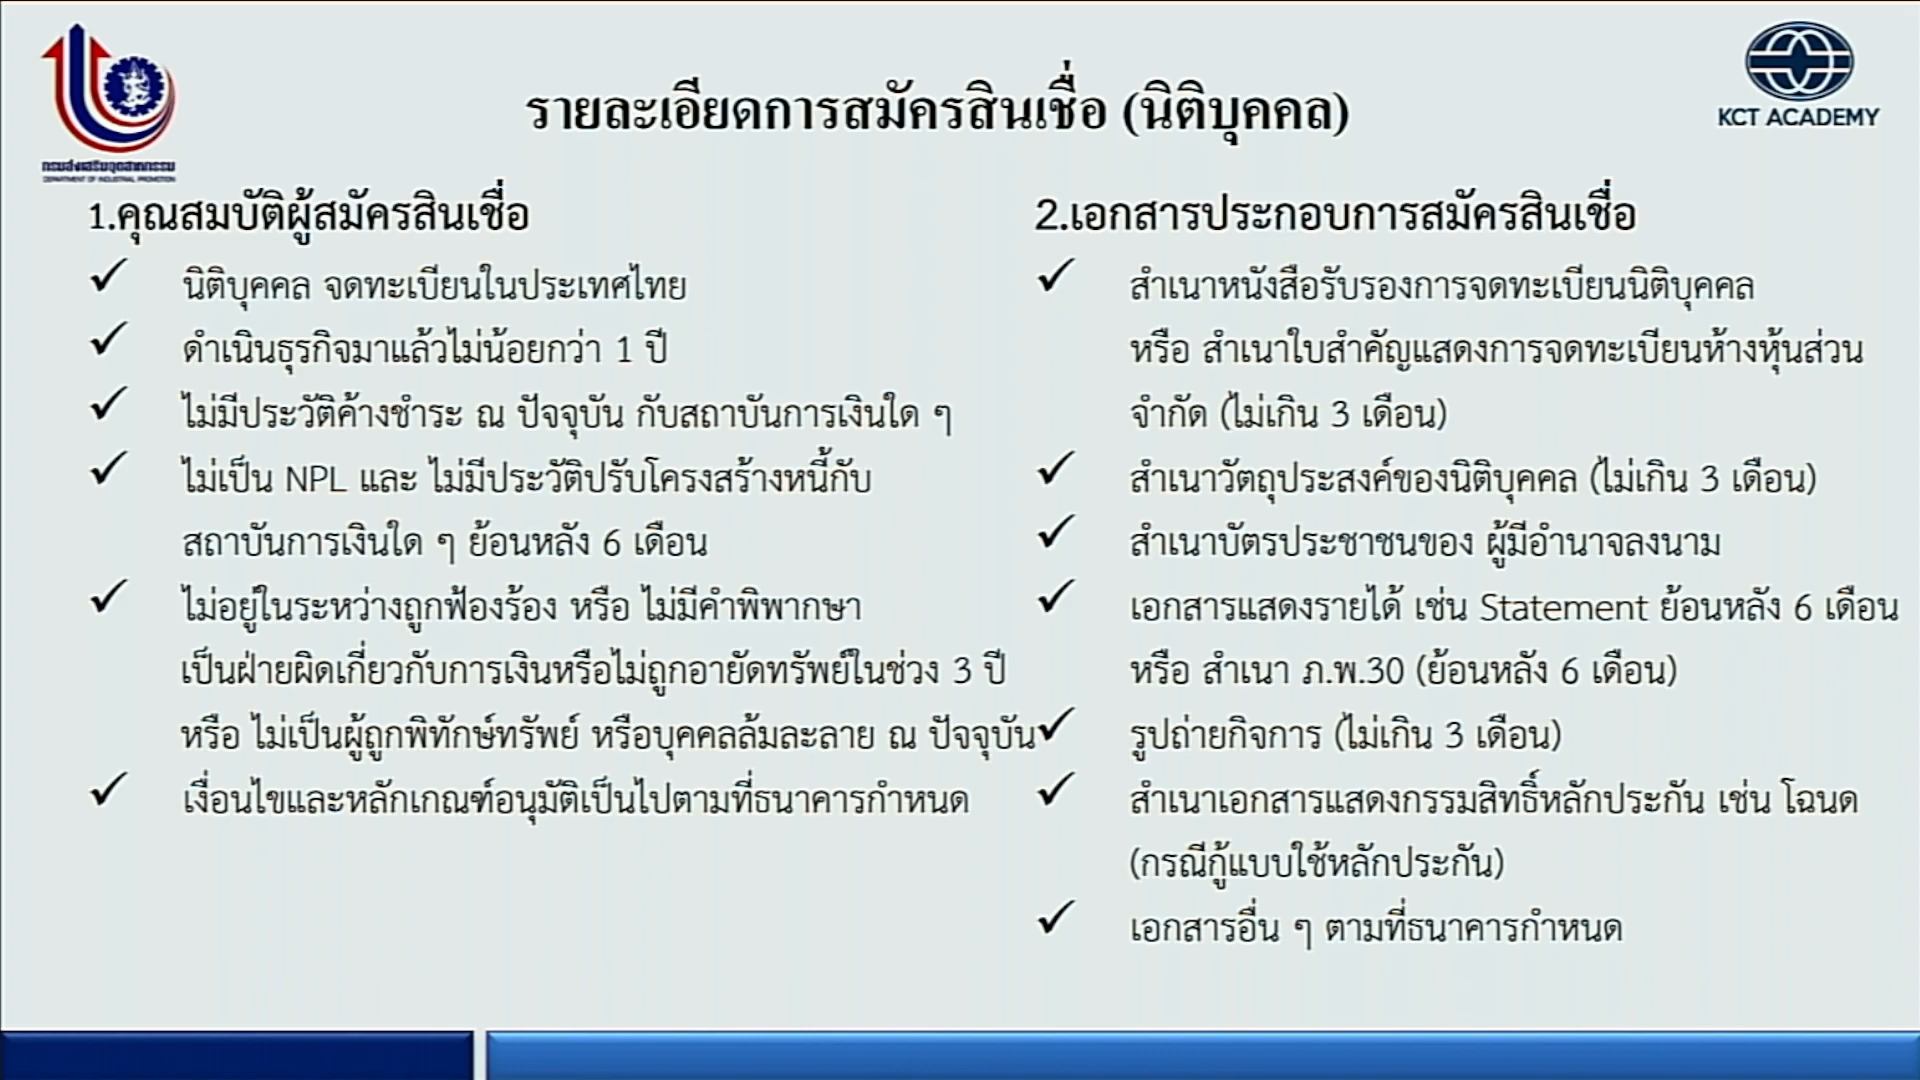 กรมส่งเสริมอุตสาหกรรม
DEPARTMENT OF INDUSTRIAL PROMOTION
KCT ACADEMY
รายละเอียดการสมัครสินเชื่อ (นิติบุคคล)
1.คุณสมบัติผู้สมัครสินเชื่อ
✓ นิติบุคคล จดทะเบียนในประเทศไทย
✓ ดำเนินธุรกิจมาแล้วไม่น้อยกว่า 1 ปี
✓ ไม่มีประวัติค้างชำระ ณ ปัจจุบัน กับสถาบันการเงินใด ๆ
✓ ไม่เป็น NPL และ ไม่มีประวัติปรับโครงสร้างหนี้กับ
สถาบันการเงินใด ๆ ย้อนหลัง 6 เดือน
✓ ไม่อยู่ในระหว่างถูกฟ้องร้อง หรือ ไม่มีคำพิพากษา
เป็นฝ่ายผิดเกี่ยวกับการเงินหรือไม่ถูกอายัดทรัพย์ในช่วง 3 ปี
หรือ ไม่เป็นผู้ถูกพิทักษ์ทรัพย์ หรือบุคคลล้มละลาย ณ ปัจจุบัน
✓ เงื่อนไขและหลักเกณฑ์อนุมัติเป็นไปตามที่ธนาคารกำหนด
2.เอกสารประกอบการสมัครสินเชื่อ
✓ สำเนาหนังสือรับรองการจดทะเบียนนิติบุคคล
หรือ สำเนาใบสำคัญแสดงการจดทะเบียนห้างหุ้นส่วน
จำกัด (ไม่เกิน 3 เดือน)
✓ สำเนาวัตถุประสงค์ของนิติบุคคล (ไม่เกิน 3 เดือน)
✓ สำเนาบัตรประชาชนของ ผู้มีอำนาจลงนาม
✓ เอกสารแสดงรายได้ เช่น Statement ย้อนหลัง 6 เดือน
หรือ สำเนา ภ.พ.30 (ย้อนหลัง 6 เดือน)
✓ รูปถ่ายกิจการ (ไม่เกิน 3 เดือน)
✓ สำเนาเอกสารแสดงกรรมสิทธิ์หลักประกัน เช่น โฉนด
(กรณีกู้แบบใช้หลักประกัน)
✓ เอกสารอื่น ๆ ตามที่ธนาคารกำหนด